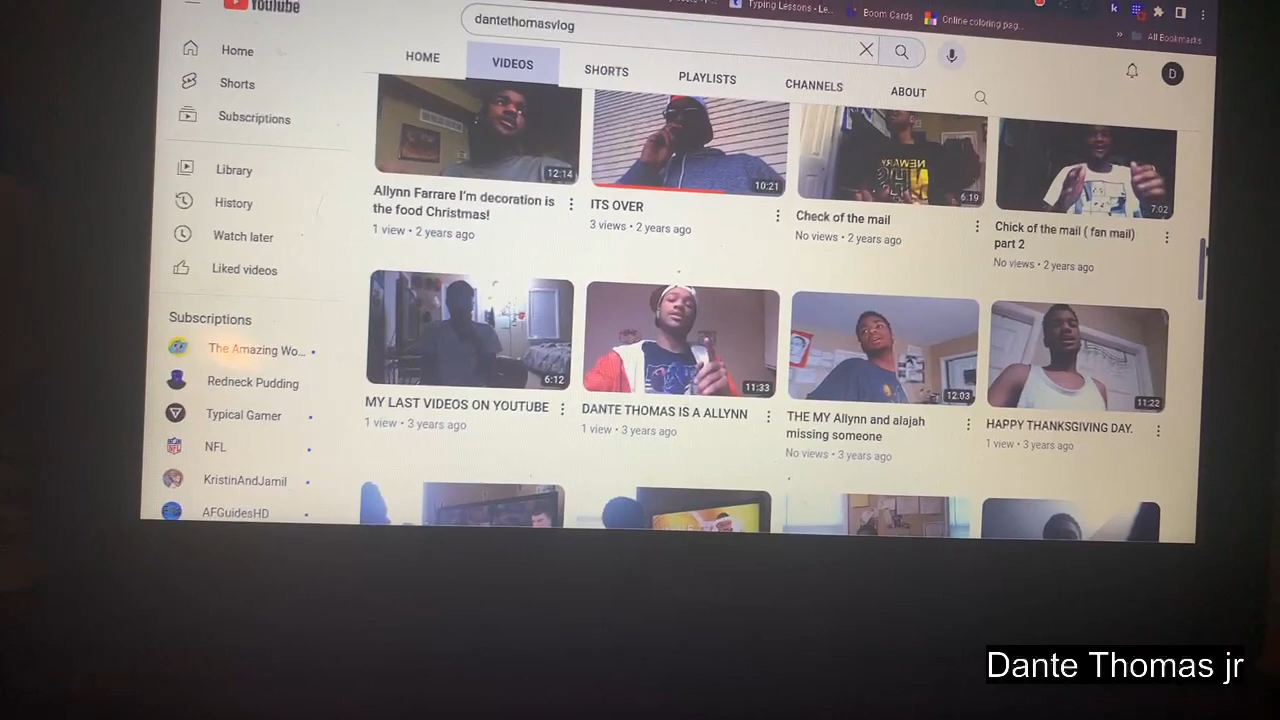 YouTube
Typing Lessons - Le...
Boom Cards
Online coloring pag...
All Bookmarks
dantethomasvlog
D
Home
Shorts
Subscriptions
Library
History
Watch later
Liked videos
Subscriptions
The Amazing Wo...
Redneck Pudding
Typical Gamer
NFL
KristinAndJamil
AFGuidesHD
HOME
VIDEOS
SHORTS
PLAYLISTS
CHANNELS
ABOUT
12:14
Allynn Farrare I'm decoration is
the food Christmas!
1 view • 2 years ago
10:21
ITS OVER
3 views • 2 years ago
6:19
Check of the mail
No views • 2 years ago
7:02
Chick of the mail ( fan mail)
part 2
No views • 2 years ago
6:12
MY LAST VIDEOS ON YOUTUBE
1 view • 3 years ago
11:33
DANTE THOMAS IS A ALLYNN
1 view • 3 years ago
12:03
THE MY Allynn and alajah
missing someone
No views • 3 years ago
11:22
HAPPY THANKSGIVING DAY.
1 view • 3 years ago
Dante Thomas jr